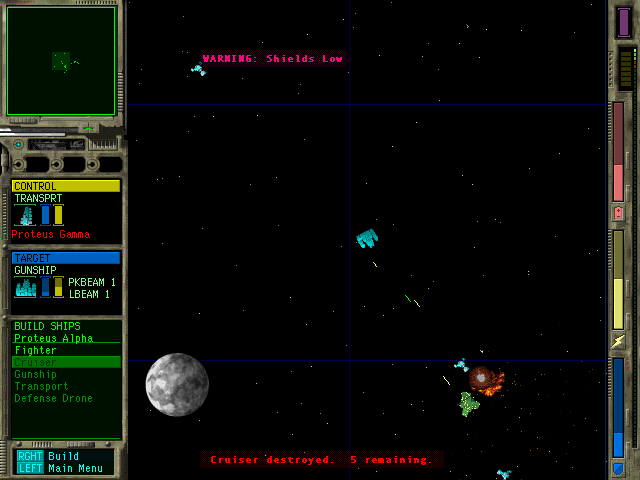 WARNING: Shields Low
CONTROL
TRANSPRT
Proteus Gamma
TARGET
GUNSHIP
PKBEAM 1
LBEAM 1
BUILD SHIPS
Proteus Alpha
Fighter
Cruiser
Gunship
Transport
Defense Drone
RGHT Build
LEFT Main Menu
Cruiser destroyed. 5 remaining.